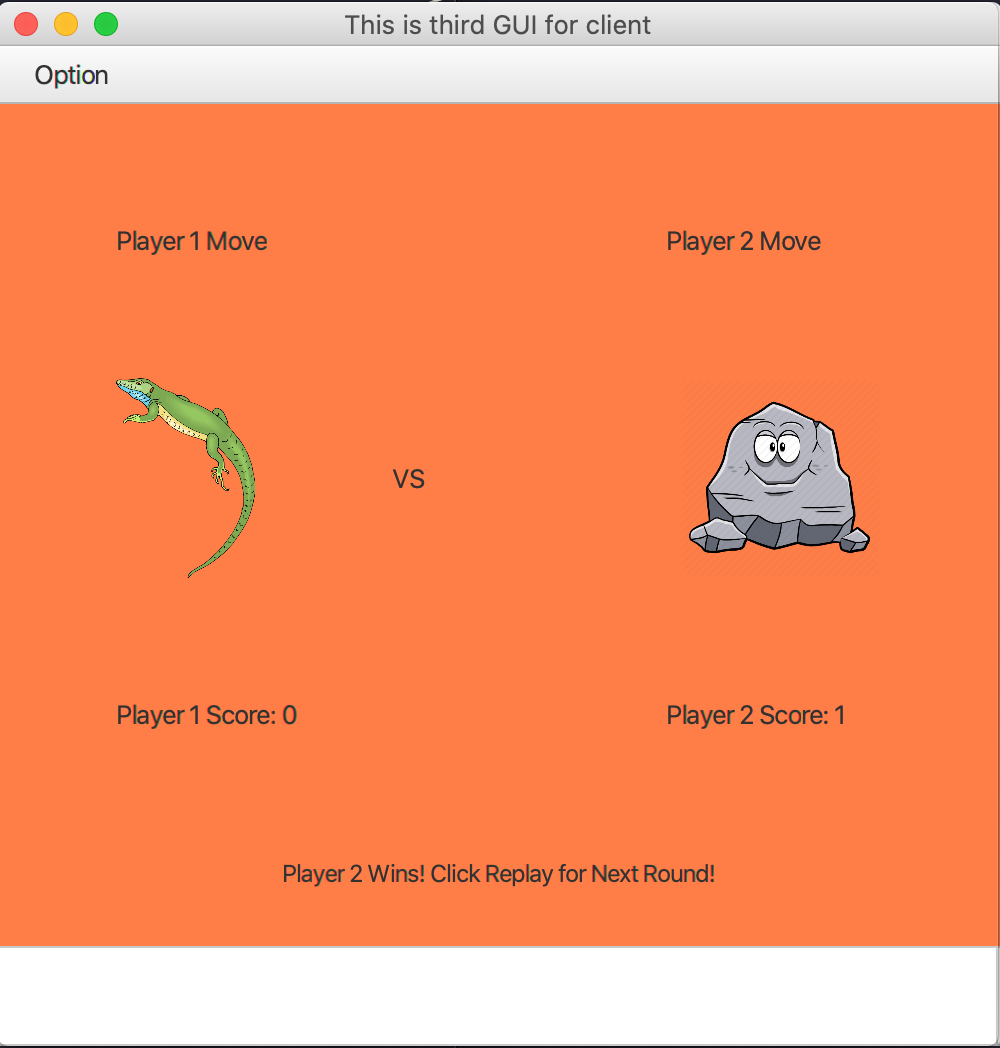 This is third GUI for client
Option
Player 1 Move
Player 2 Move
VS
Player 1 Score: 0
Player 2 Score: 1
Player 2 Wins! Click Replay for Next Round!